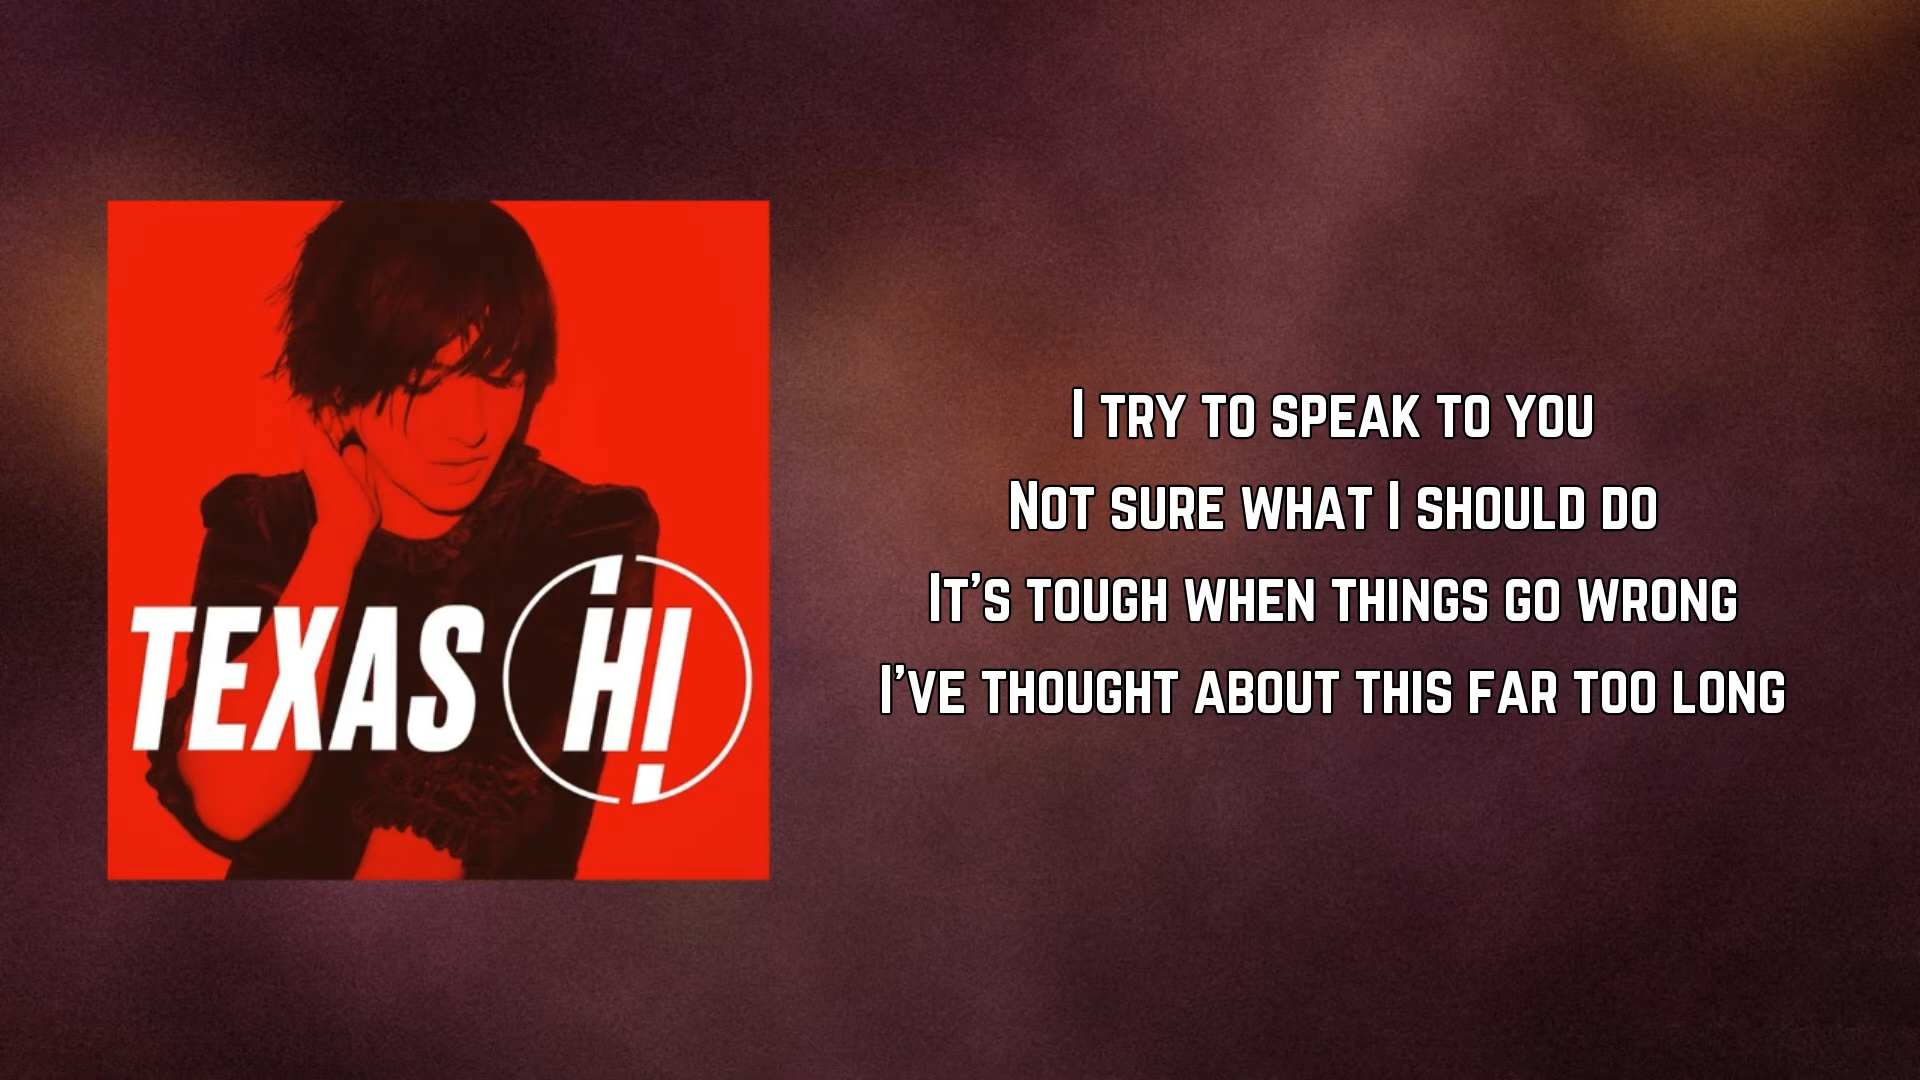 TEXAS HI
I TRY TO SPEAK TO YOU
NOT SURE WHAT I SHOULD DO
IT'S TOUGH WHEN THINGS GO WRONG
I'VE THOUGHT ABOUT THIS FAR TOO LONG